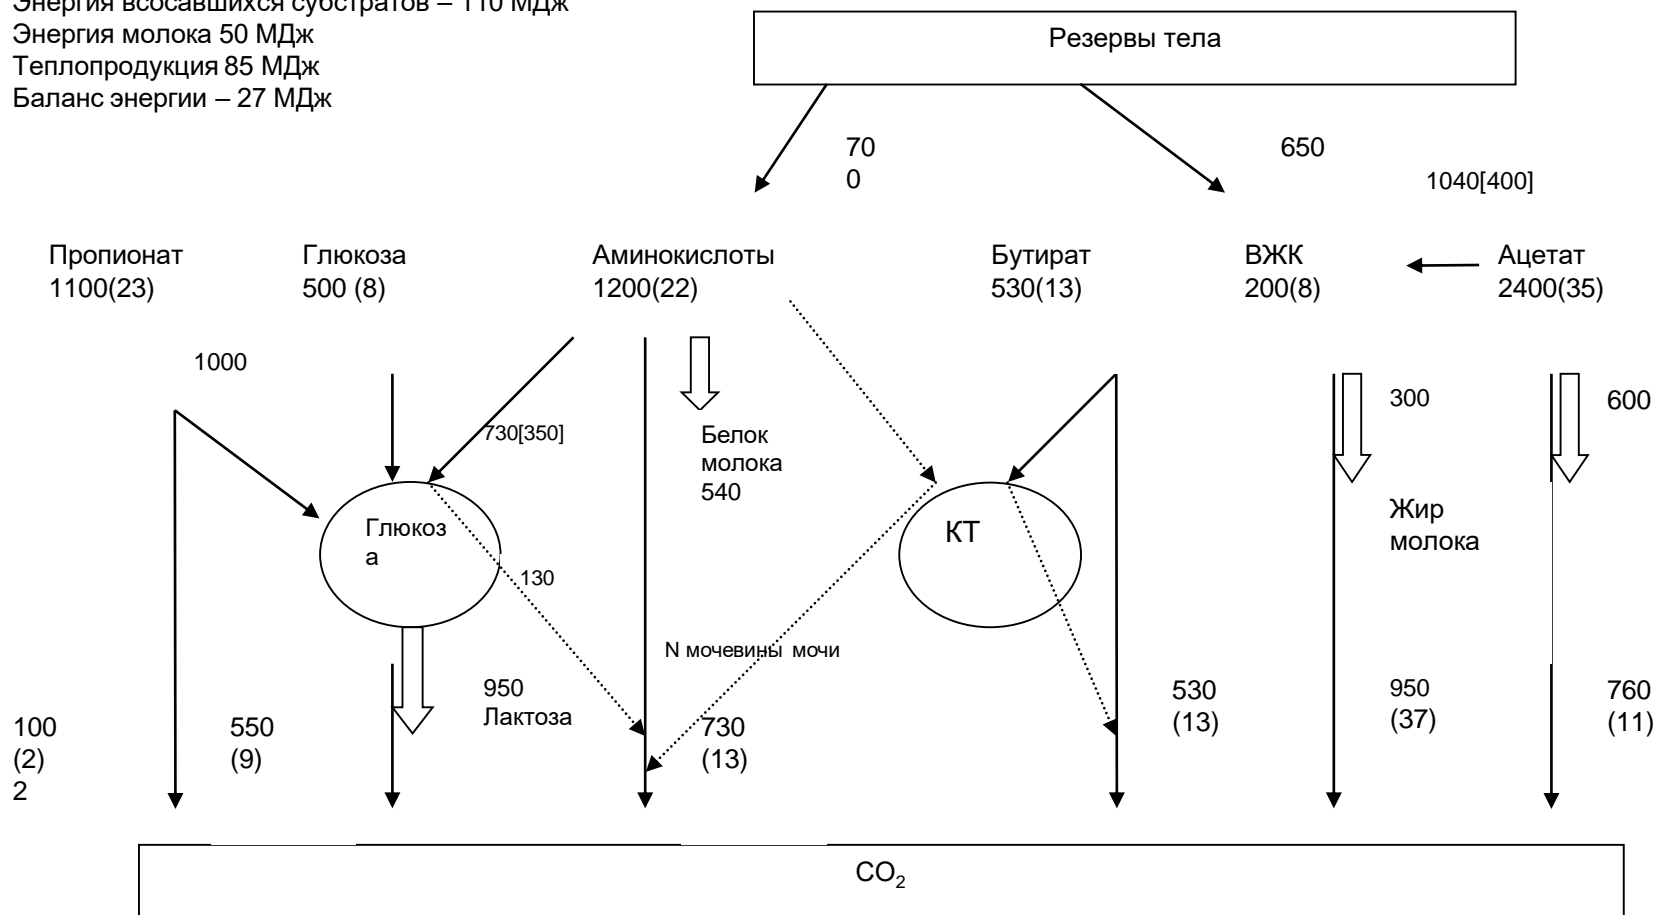 Энергия всосавшихся субстратов – 110 МДж
Энергия молока 50 МДж
Теплопродукция 85 МДж
Баланс энергии – 27 МДж
Резервы тела
70
0
650
1040[400]
Пропионат
1100(23)
Глюкоза
500 (8)
Аминокислоты
1200(22)
Бутират
530(13)
ВЖК
200(8)
Ацетат
2400(35)
1000
730[350]
Белок
молока
540
300
600
Глюкоз
а
КТ
Жир
молока
130
N мочевины мочи
100
(2)
2
550
(9)
950
Лактоза
730
(13)
530
(13)
950
(37)
760
(11)
CO₂